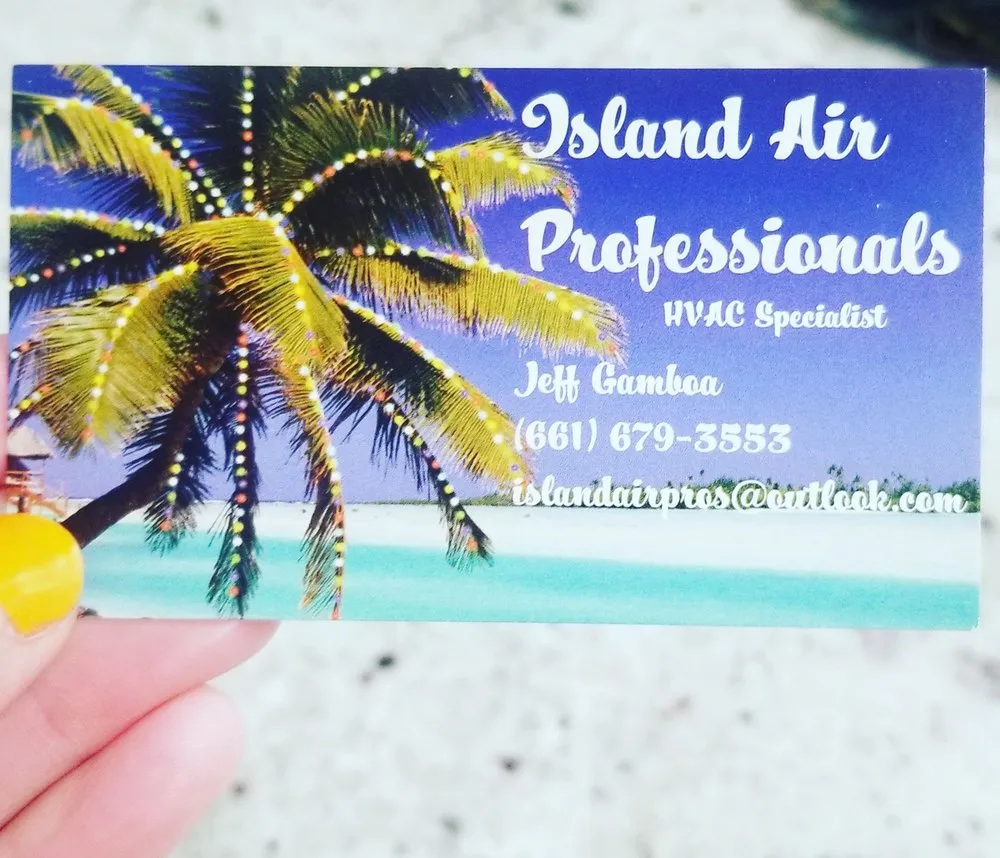 Island Air
Professionals
HVAC Specialist
Jeff Gamboa
(661) 679-3553
islandairpros@outlook.com